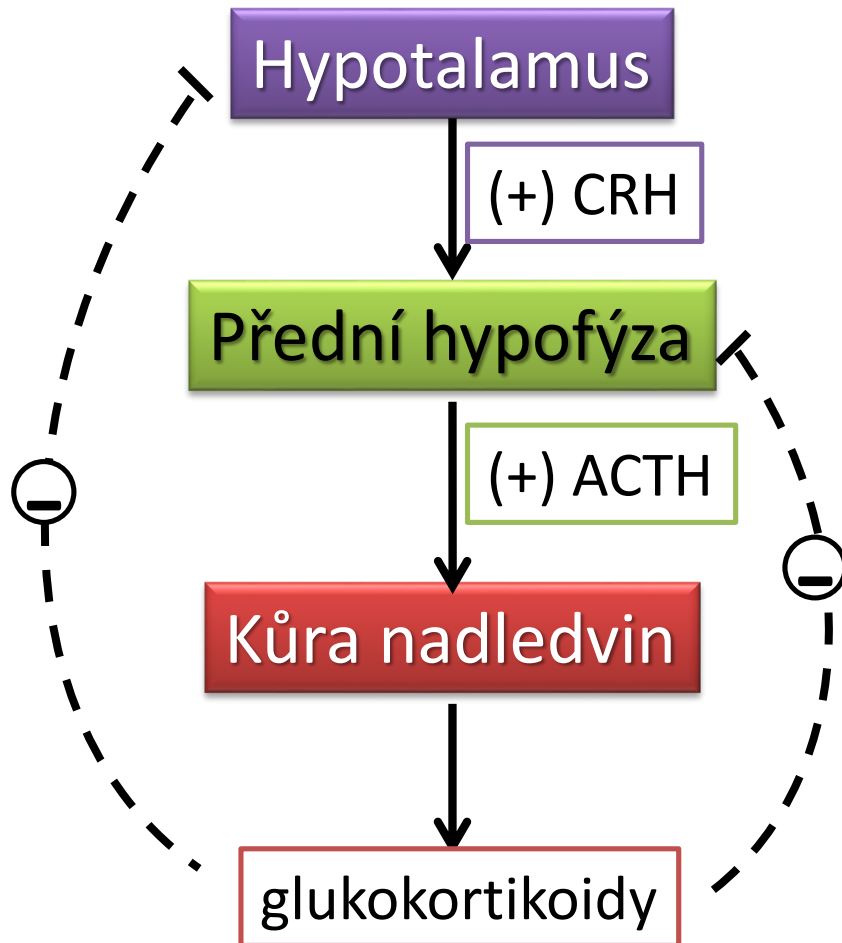 Hypotalamus
(+) CRH
Přední hypofýza
(+) ACTH
Kůra nadledvin
glukokortikoidy